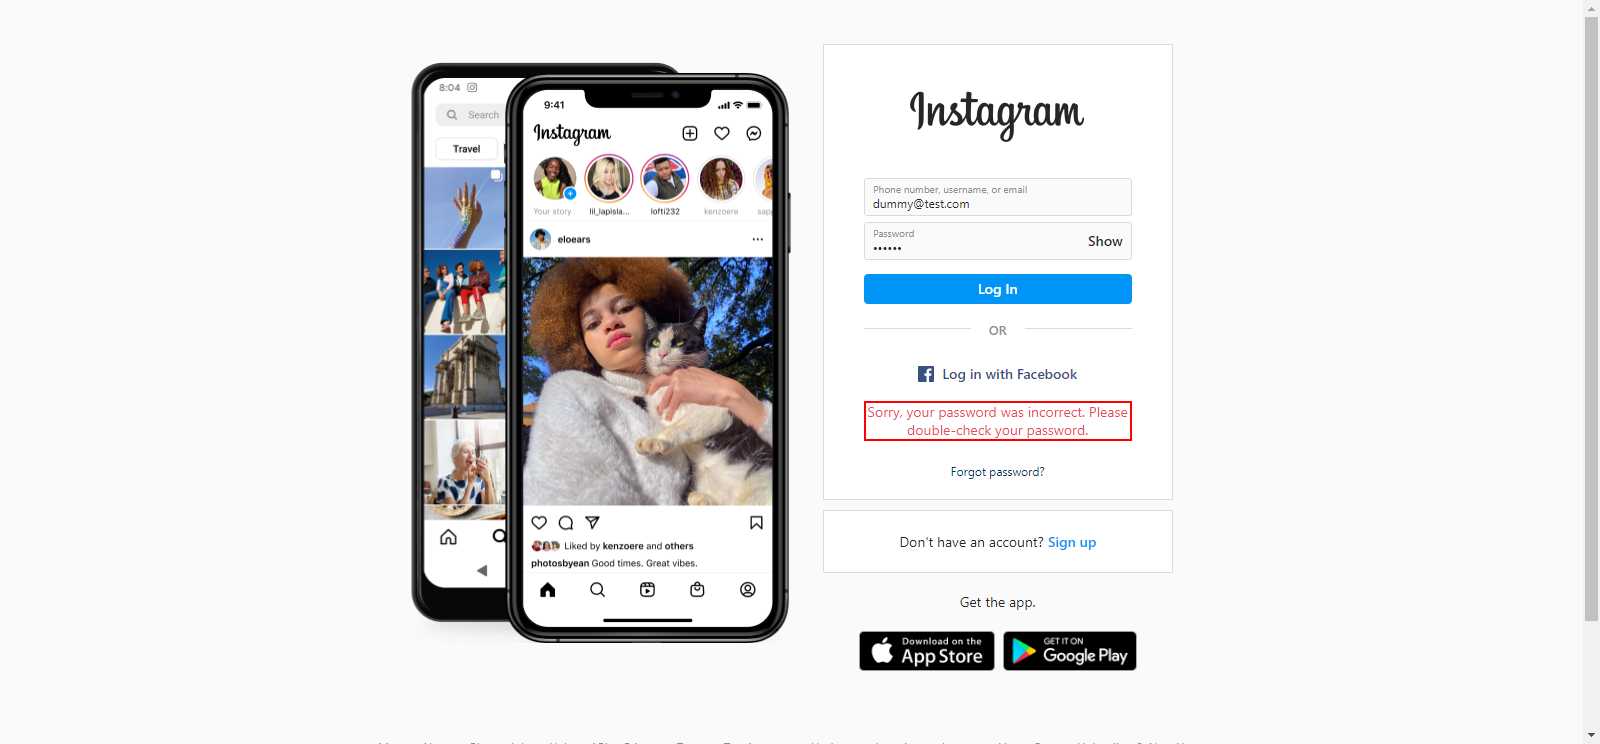 8:04
Search
Travel
9:41
Instagram
Your story
lil_lapisla...
lofti232
kenzoere
sapp
eloears
Liked by kenzoere and others
photosbyean Good times. Great vibes.
Instagram
Phone number, username, or email
dummy@test.com
Password
••••••
Show
Log In
OR
Log in with Facebook
Sorry, your password was incorrect. Please
double-check your password.
Forgot password?
Don't have an account? Sign up
Get the app.
Download on the
App Store
GET IT ON
Google Play